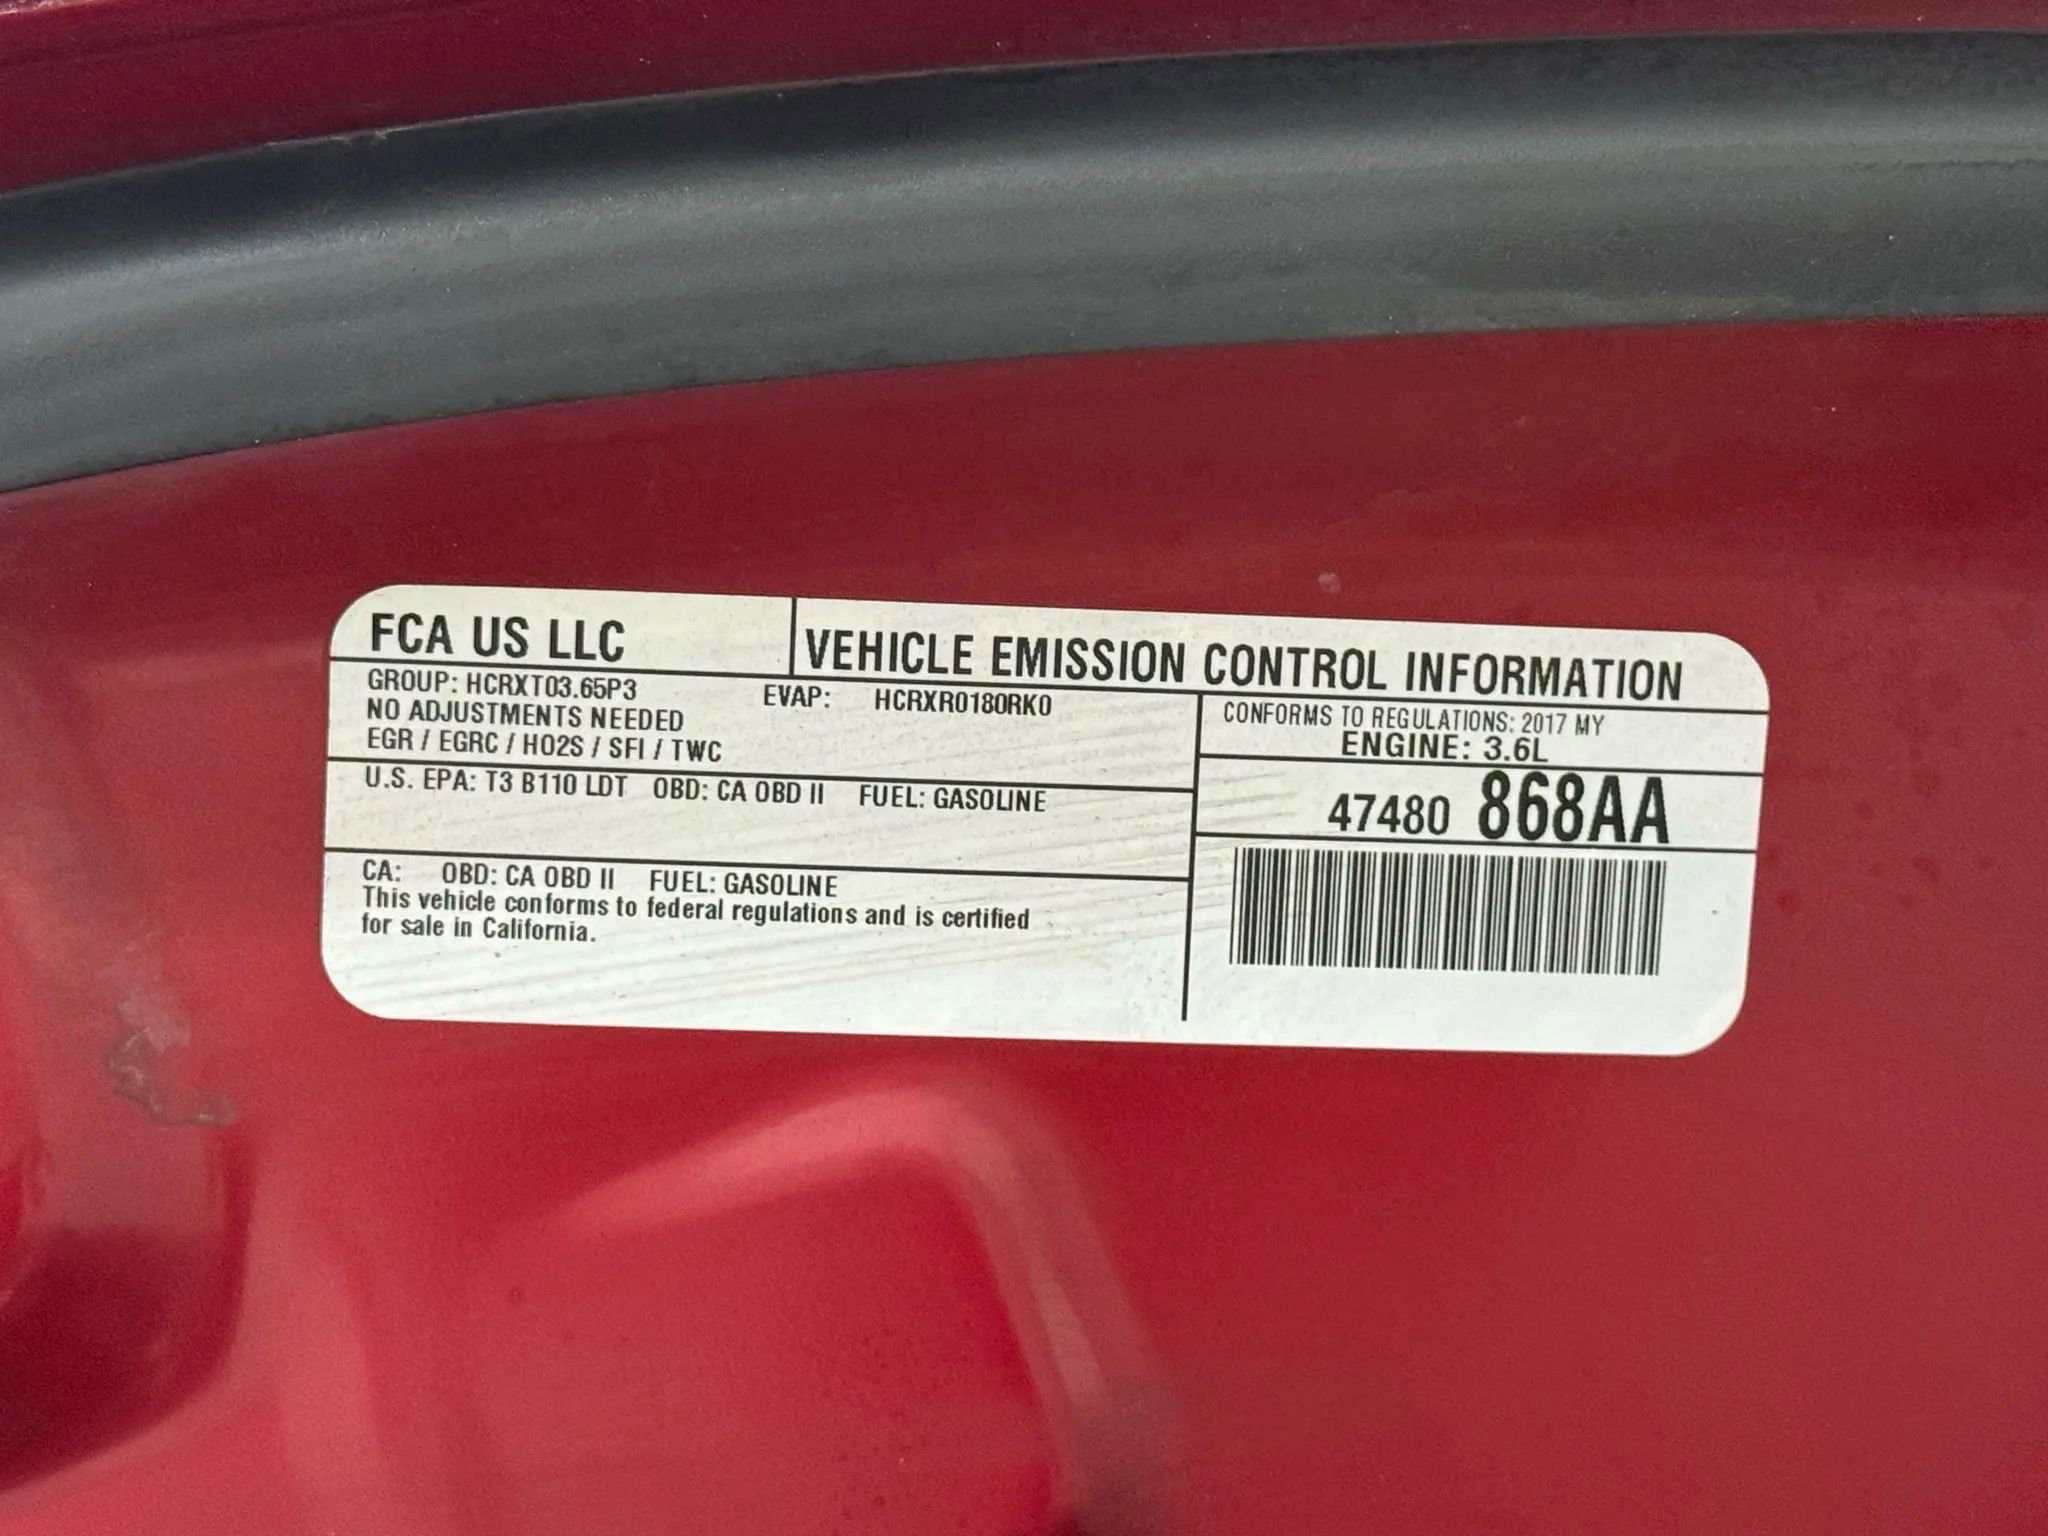 FCA US LLC
VEHICLE EMISSION CONTROL INFORMATION
GROUP: HCRXT03.65P3 EVAP: HCRXR0180RK0
NO ADJUSTMENTS NEEDED
EGR / EGRC / HO2S / SFI / TWC
CONFORMS TO REGULATIONS: 2017 MY
ENGINE: 3.6L
U.S. EPA: T3 B110 LDT OBD: CA OBD II FUEL: GASOLINE
47480 868AA
CA: OBD: CA OBD II FUEL: GASOLINE
This vehicle conforms to federal regulations and is certified
for sale in California.